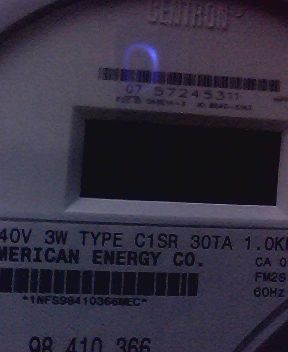 CENTRON
07 57245311
40V 3W TYPE C1SR 30TA 1.0K
MERICAN ENERGY CO.
CA 0
*1NFS98410366MEC*
FM2S
60Hz
98 410 366